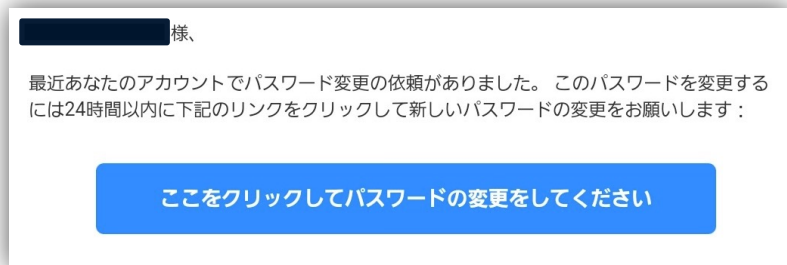 様、
最近あなたのアカウントでパスワード変更の依頼がありました。 このパスワードを変更する
には24時間以内に下記のリンクをクリックして新しいパスワードの変更をお願いします：
ここをクリックしてパスワードの変更をしてください